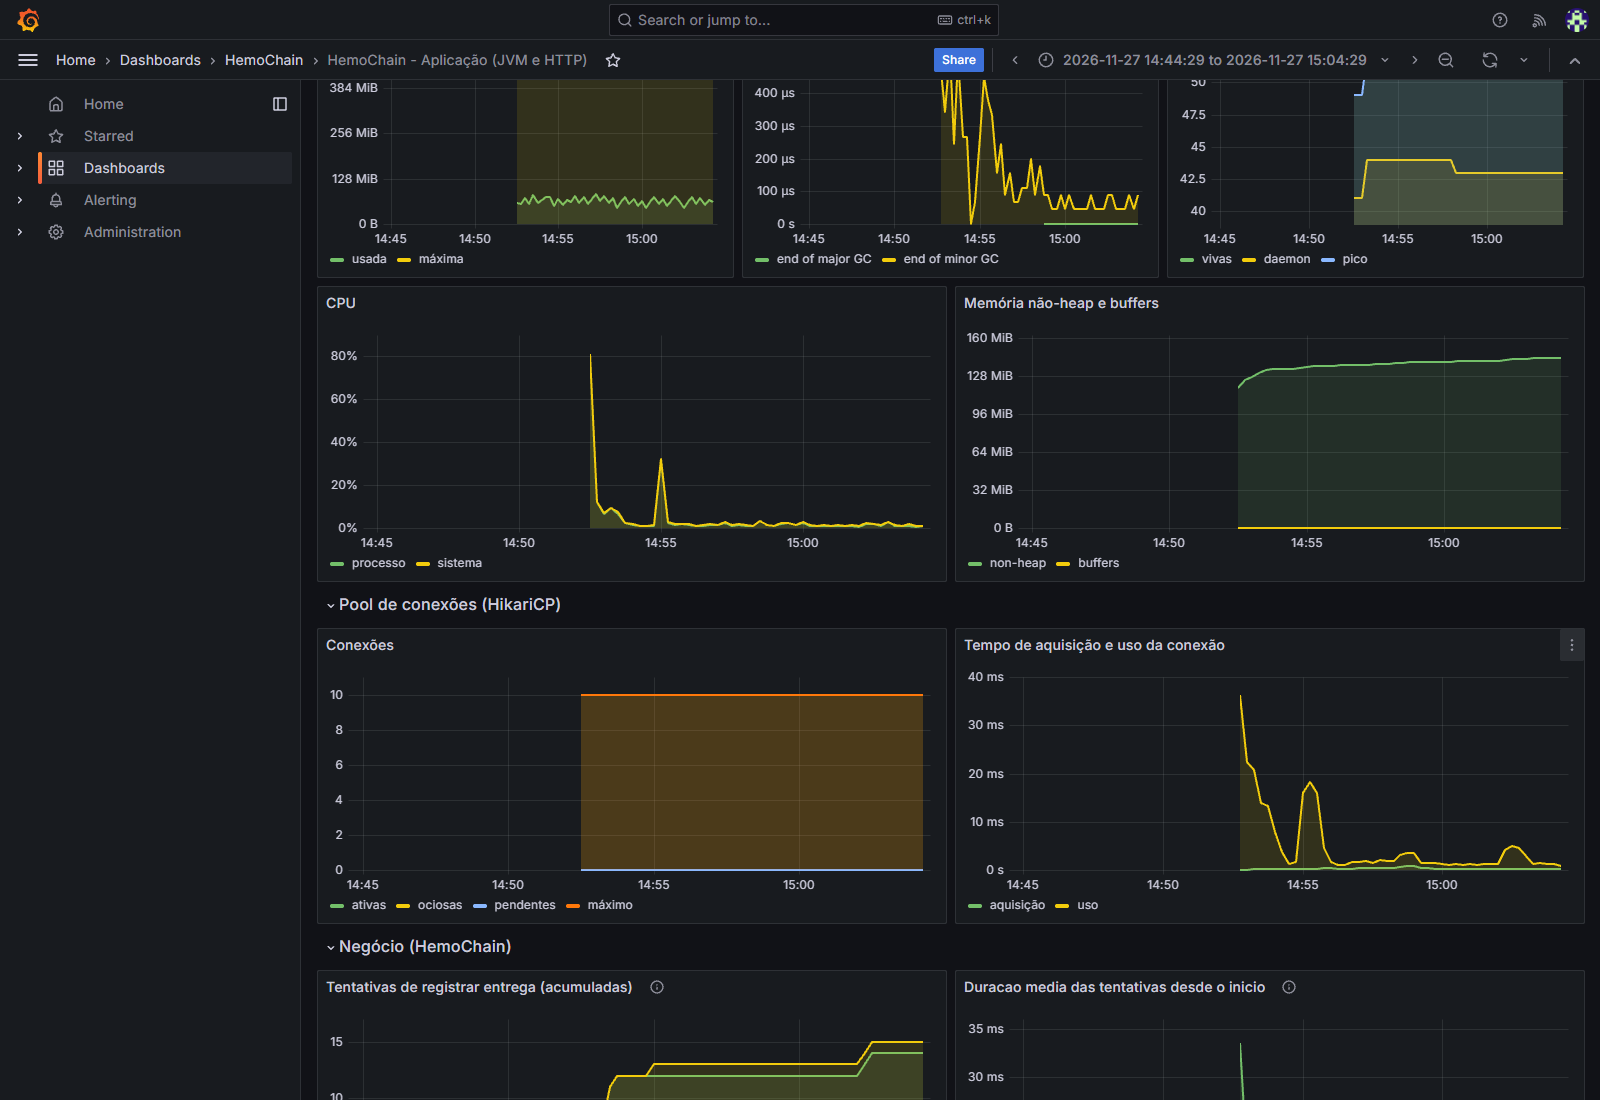 Search or jump to...
ctrl+k
Home › Dashboards › HemoChain › HemoChain - Aplicação (JVM e HTTP)
Share
2026-11-27 14:44:29 to 2026-11-27 15:04:29
Home
Starred
Dashboards
Alerting
Administration
384 MiB
256 MiB
128 MiB
0 B
14:45 14:50 14:55 15:00
usada máxima
400 µs
300 µs
200 µs
100 µs
0 s
14:45 14:50 14:55 15:00
end of major GC end of minor GC
50
47.5
45
42.5
40
14:45 14:50 14:55 15:00
vivas daemon pico
CPU
80%
60%
40%
20%
0%
14:45 14:50 14:55 15:00
processo sistema
Memória não-heap e buffers
160 MiB
128 MiB
96 MiB
64 MiB
32 MiB
0 B
14:45 14:50 14:55 15:00
non-heap buffers
Pool de conexões (HikariCP)
Conexões
10
8
6
4
2
0
14:45 14:50 14:55 15:00
ativas ociosas pendentes máximo
Tempo de aquisição e uso da conexão
40 ms
30 ms
20 ms
10 ms
0 s
14:45 14:50 14:55 15:00
aquisição uso
Negócio (HemoChain)
Tentativas de registrar entrega (acumuladas)
15
10
Duracao media das tentativas desde o inicio
35 ms
30 ms